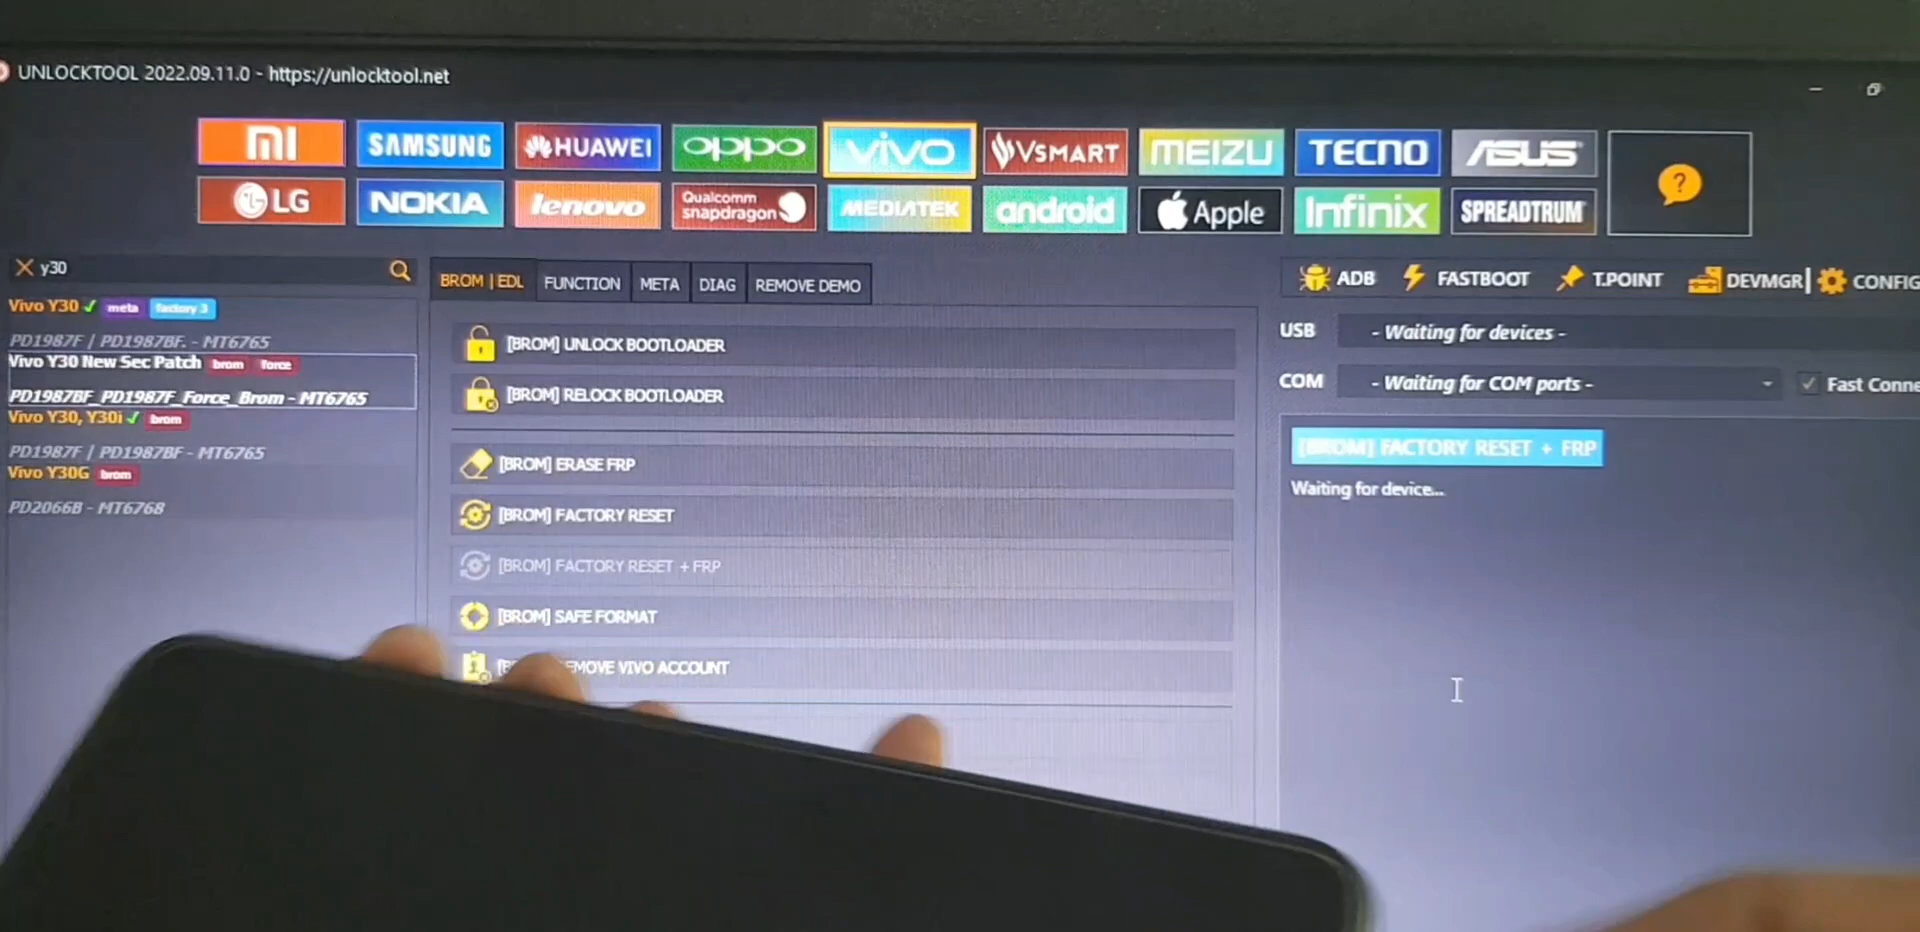 UNLOCKTOOL 2022.09.11.0 - https://unlocktool.net
MI SAMSUNG HUAWEI oppo vivo VSMART MEIZU TECNO ASUS ?
LG NOKIA lenovo Qualcomm snapdragon MEDIATEK android Apple Infinix SPREADTRUM
y30
Vivo Y30 meta factory 3
PD1987F / PD1987BF. - MT6765
Vivo Y30 New Sec Patch brom force
PD1987BF_PD1987F_Force_Brom - MT6765
Vivo Y30, Y30i brom
PD1987F / PD1987BF - MT6765
Vivo Y30G brom
PD2066B - MT6768
BROM | EDL FUNCTION META DIAG REMOVE DEMO
[BROM] UNLOCK BOOTLOADER
[BROM] RELOCK BOOTLOADER
[BROM] ERASE FRP
[BROM] FACTORY RESET
[BROM] FACTORY RESET + FRP
[BROM] SAFE FORMAT
VIVO ACCOUNT
ADB FASTBOOT T.POINT DEVMGR CONFIG
USB - Waiting for devices -
COM - Waiting for COM ports - Fast
[BROM] FACTORY RESET + FRP
Waiting for device...